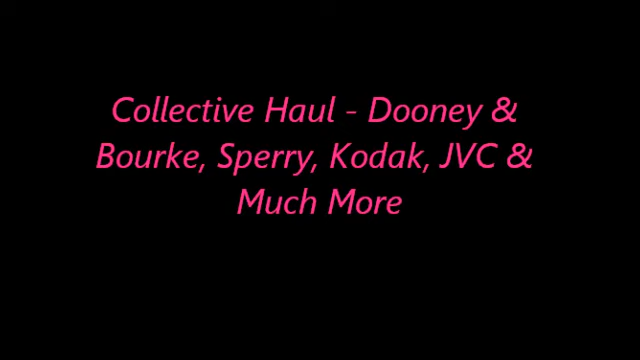 Collective Haul - Dooney &
Bourke, Sperry, Kodak, JVC &
Much More